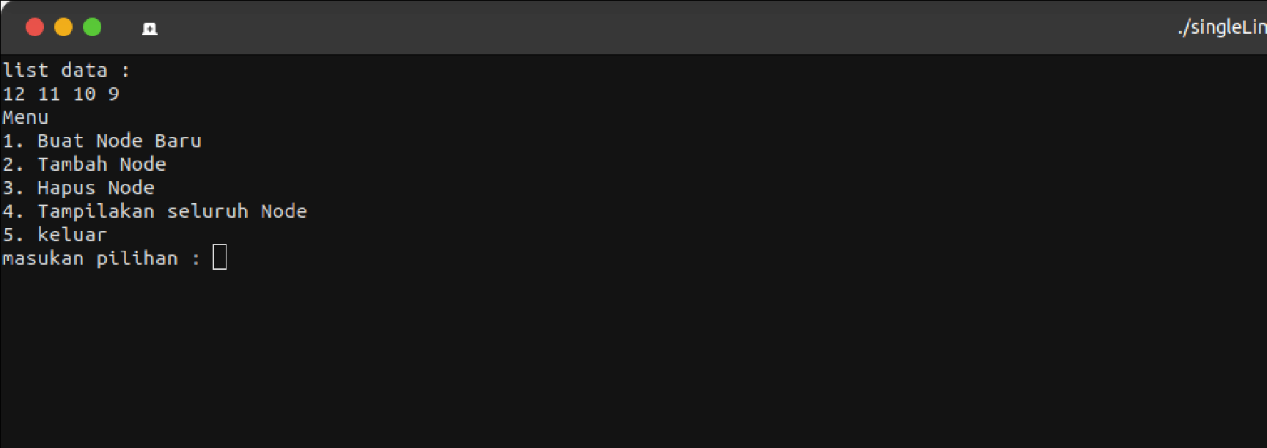 ./singleLin
list data :
12 11 10 9
Menu
1. Buat Node Baru
2. Tambah Node
3. Hapus Node
4. Tampilakan seluruh Node
5. keluar
masukan pilihan :